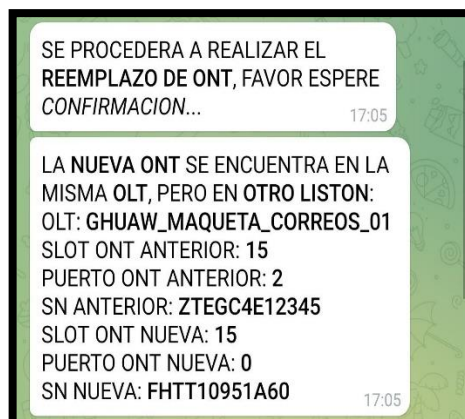 SE PROCEDERA A REALIZAR EL
REEMPLAZO DE ONT, FAVOR ESPERE
CONFIRMACION...
17:05
LA NUEVA ONT SE ENCUENTRA EN LA
MISMA OLT, PERO EN OTRO LISTON:
OLT: GHUAW_MAQUETA_CORREOS_01
SLOT ONT ANTERIOR: 15
PUERTO ONT ANTERIOR: 2
SN ANTERIOR: ZTEGC4E12345
SLOT ONT NUEVA: 15
PUERTO ONT NUEVA: 0
SN NUEVA: FHTT10951A60
17:05